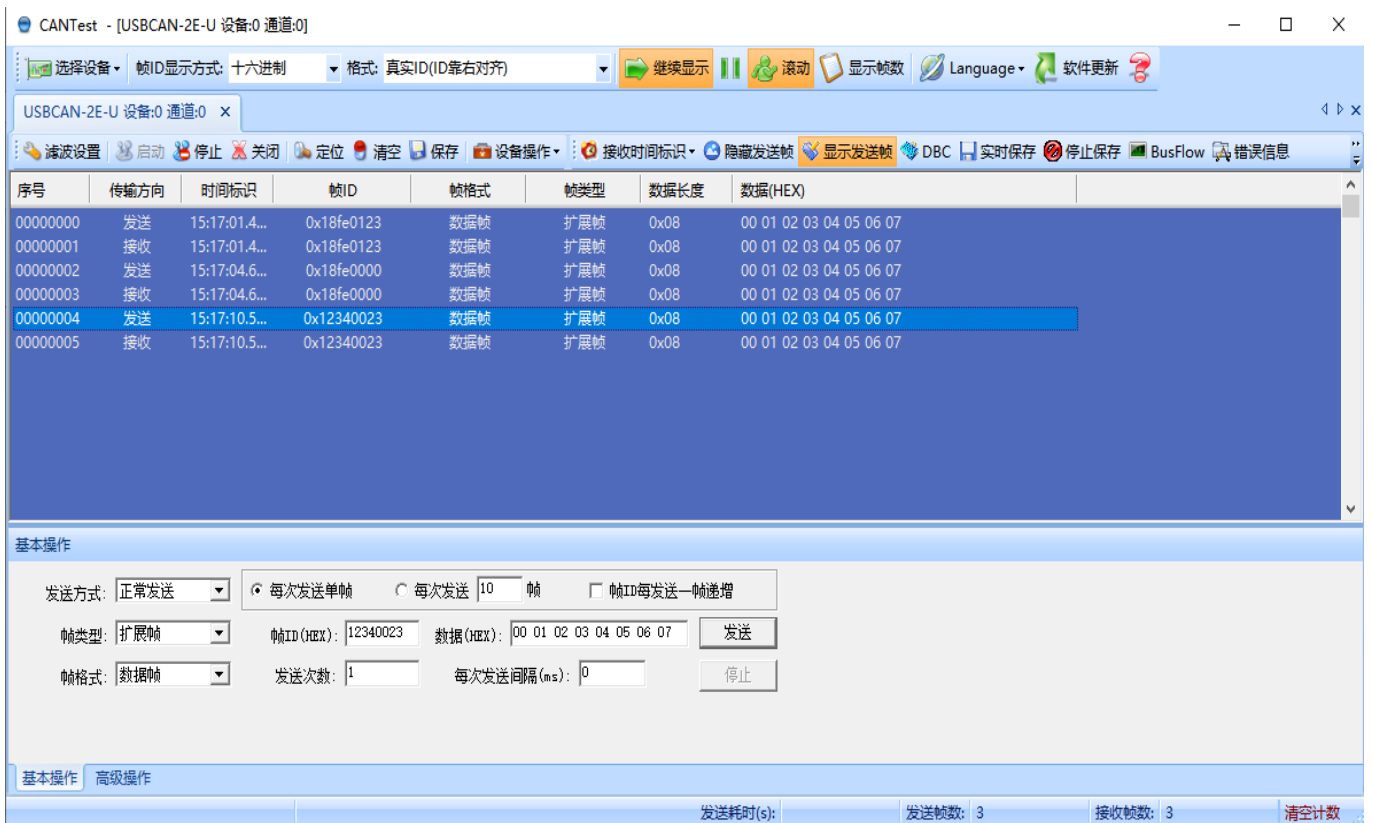 CANTest - [USBCAN-2E-U 设备:0 通道:0]
选择设备 帧ID显示方式: 十六进制 格式: 真实ID(ID靠右对齐) 继续显示 滚动 显示帧数 Language 软件更新
USBCAN-2E-U 设备:0 通道:0
滤波设置 启动 停止 关闭 定位 清空 保存 设备操作 接收时间标识 隐藏发送帧 显示发送帧 DBC 实时保存 停止保存 BusFlow 错误信息
序号 传输方向 时间标识 帧ID 帧格式 帧类型 数据长度 数据(HEX)
00000000 发送 15:17:01.4... 0x18fe0123 数据帧 扩展帧 0x08 00 01 02 03 04 05 06 07
00000001 接收 15:17:01.4... 0x18fe0123 数据帧 扩展帧 0x08 00 01 02 03 04 05 06 07
00000002 发送 15:17:04.6... 0x18fe0000 数据帧 扩展帧 0x08 00 01 02 03 04 05 06 07
00000003 接收 15:17:04.6... 0x18fe0000 数据帧 扩展帧 0x08 00 01 02 03 04 05 06 07
00000004 发送 15:17:10.5... 0x12340023 数据帧 扩展帧 0x08 00 01 02 03 04 05 06 07
00000005 接收 15:17:10.5... 0x12340023 数据帧 扩展帧 0x08 00 01 02 03 04 05 06 07
基本操作
发送方式: 正常发送 每次发送单帧 每次发送 10 帧 帧ID每发送一帧递增
帧类型: 扩展帧 帧ID(HEX): 12340023 数据(HEX): 00 01 02 03 04 05 06 07 发送
帧格式: 数据帧 发送次数: 1 每次发送间隔(ms): 0 停止
基本操作 高级操作
发送耗时(s): 发送帧数: 3 接收帧数: 3 清空计数